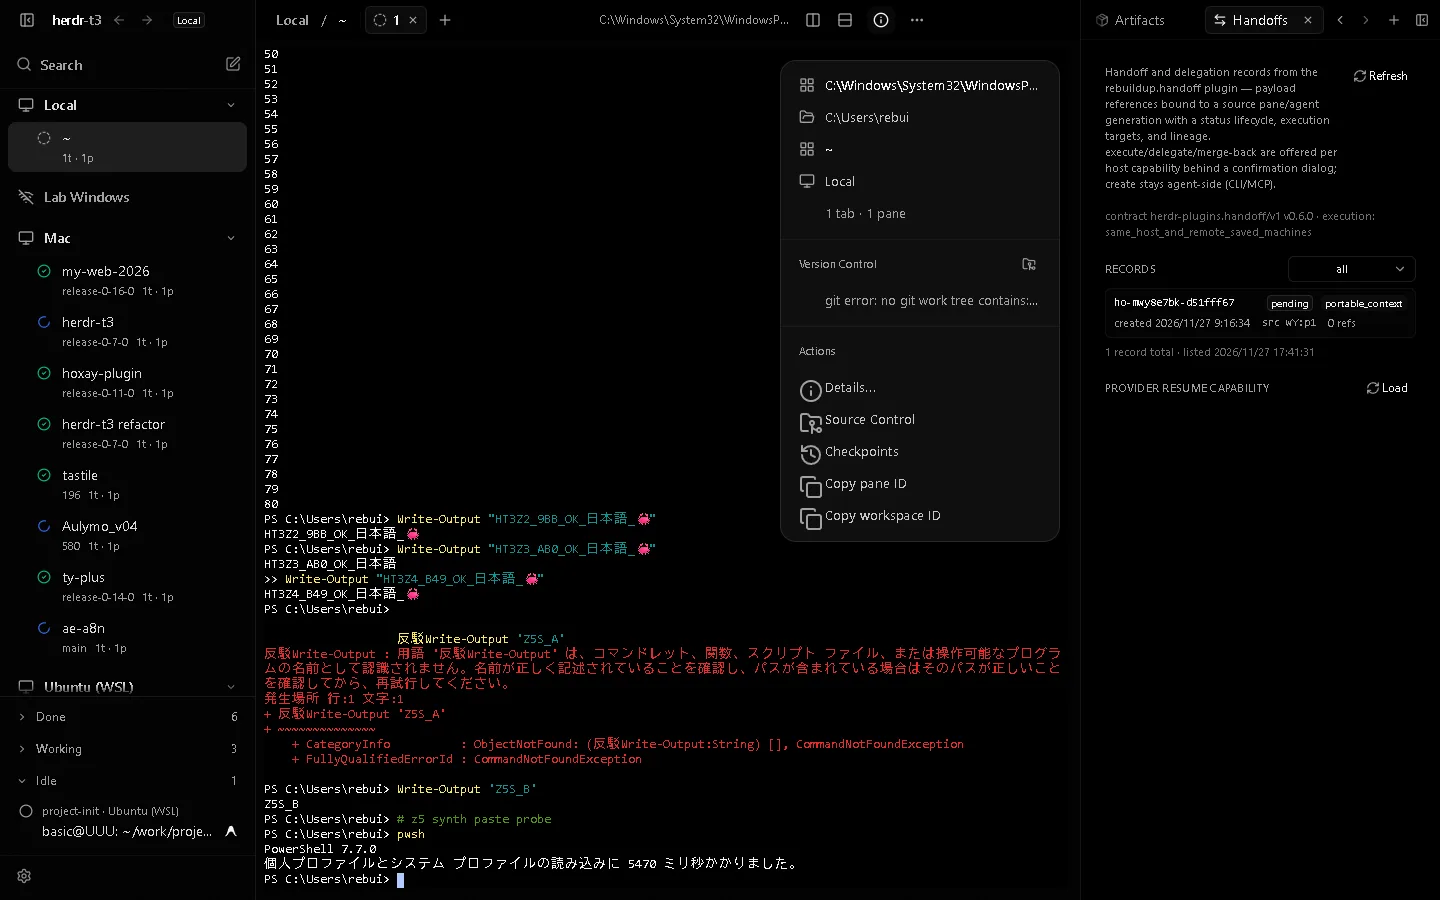 herdr-t3
Local
Search
Local
~
1t · 1p
Lab Windows
Mac
my-web-2026
release-0-16-0 1t · 1p
herdr-t3
release-0-7-0 1t · 1p
hoxay-plugin
release-0-11-0 1t · 1p
herdr-t3 refactor
release-0-7-0 1t · 1p
tastile
196 1t · 1p
Aulymo_v04
580 1t · 1p
ty-plus
release-0-14-0 1t · 1p
ae-a8n
main 1t · 1p
Ubuntu (WSL)
Done 6
Working 3
Idle 1
project-init · Ubuntu (WSL)
basic@UUU: ~/work/proje...
Local / ~
1
C:\Windows\System32\WindowsP...
50
51
52
53
54
55
56
57
58
59
60
61
62
63
64
65
66
67
68
69
70
71
72
73
74
75
76
77
78
79
80
PS C:\Users\rebui> Write-Output "HT3Z2_9BB_OK_日本語_🦀"
HT3Z2_9BB_OK_日本語_🦀
PS C:\Users\rebui> Write-Output "HT3Z3_AB0_OK_日本語_🦀"
HT3Z3_AB0_OK_日本語
>> Write-Output "HT3Z4_B49_OK_日本語_🦀"
HT3Z4_B49_OK_日本語_🦀
PS C:\Users\rebui>
反駁Write-Output 'Z5S_A'
反駁Write-Output : 用語 '反駁Write-Output' は、コマンドレット、関数、スクリプト ファイル、または操作可能なプログラ
ムの名前として認識されません。名前が正しく記述されていることを確認し、パスが含まれている場合はそのパスが正しいこと
を確認してから、再試行してください。
発生場所 行:1 文字:1
+ 反駁Write-Output 'Z5S_A'
+ ~~~~~~~~~~~~~~
+ CategoryInfo : ObjectNotFound: (反駁Write-Output:String) [], CommandNotFoundException
+ FullyQualifiedErrorId : CommandNotFoundException
PS C:\Users\rebui> Write-Output 'Z5S_B'
Z5S_B
PS C:\Users\rebui> # z5 synth paste probe
PS C:\Users\rebui> pwsh
PowerShell 7.7.0
個人プロファイルとシステム プロファイルの読み込みに 5470 ミリ秒かかりました。
PS C:\Users\rebui>
C:\Windows\System32\WindowsP...
C:\Users\rebui
~
Local
1 tab · 1 pane
Version Control
git error: no git work tree contains:...
Actions
Details...
Source Control
Checkpoints
Copy pane ID
Copy workspace ID
Artifacts
Handoffs
Handoff and delegation records from the
rebuildup.handoff plugin — payload
references bound to a source pane/agent
generation with a status lifecycle, execution
targets, and lineage.
execute/delegate/merge-back are offered per
host capability behind a confirmation dialog;
create stays agent-side (CLI/MCP).
Refresh
contract herdr-plugins.handoff/v1 v0.6.0 · execution:
same_host_and_remote_saved_machines
RECORDS
all
ho-mwy8e7bk-d51fff67 pending portable_context
created 2026/11/27 9:16:34 src wY:p1 0 refs
1 record total · listed 2026/11/27 17:41:31
PROVIDER RESUME CAPABILITY
Load